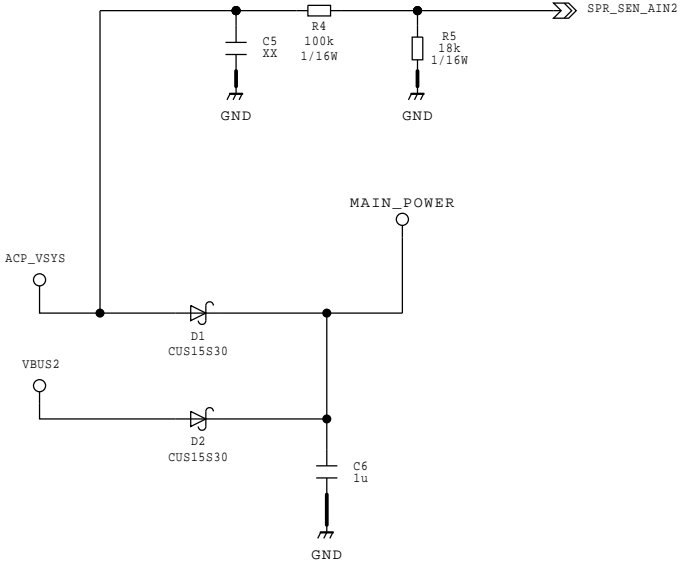 SPR_SEN_AIN2
R4
100k
1/16W
C5
XX
R5
18k
1/16W
GND
GND
MAIN_POWER
ACP_VSYS
D1
CUS15S30
VBUS2
D2
CUS15S30
C6
1u
GND